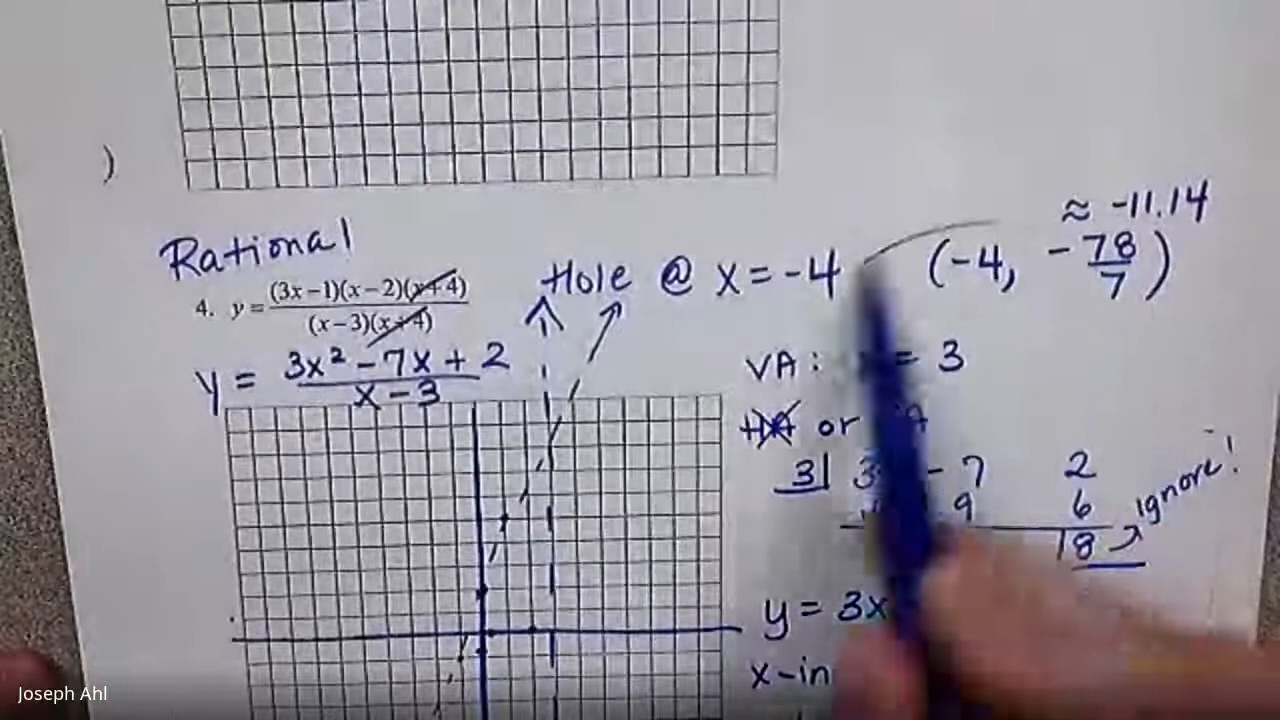 )
Rational
4. y = (3x−1)(x−2)(x+4) / (x−3)(x+4)
Hole @ x = -4
≈ -11.14
(-4, -78/7)
y = 3x² - 7x + 2 / x - 3
VA: = 3
or
3| 3 - 7 2
9 6
18
ignore!
y = 3x
x-in
Joseph Ahl